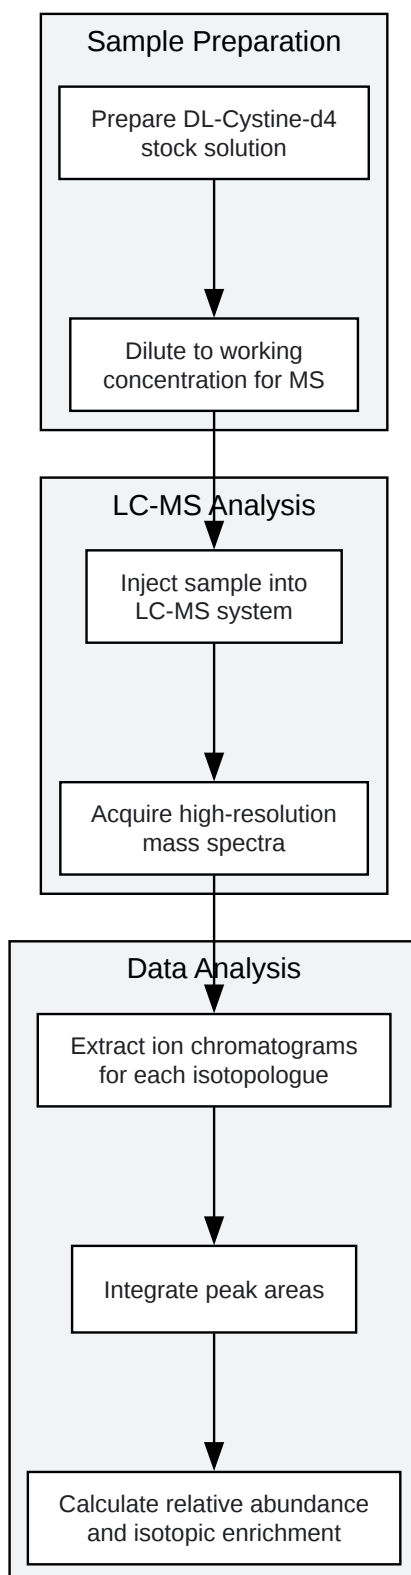 Sample Preparation
Prepare DL-Cystine-d4
stock solution
Dilute to working
concentration for MS
LC-MS Analysis
Inject sample into
LC-MS system
Acquire high-resolution
mass spectra
Data Analysis
Extract ion chromatograms
for each isotopologue
Integrate peak areas
Calculate relative abundance
and isotopic enrichment